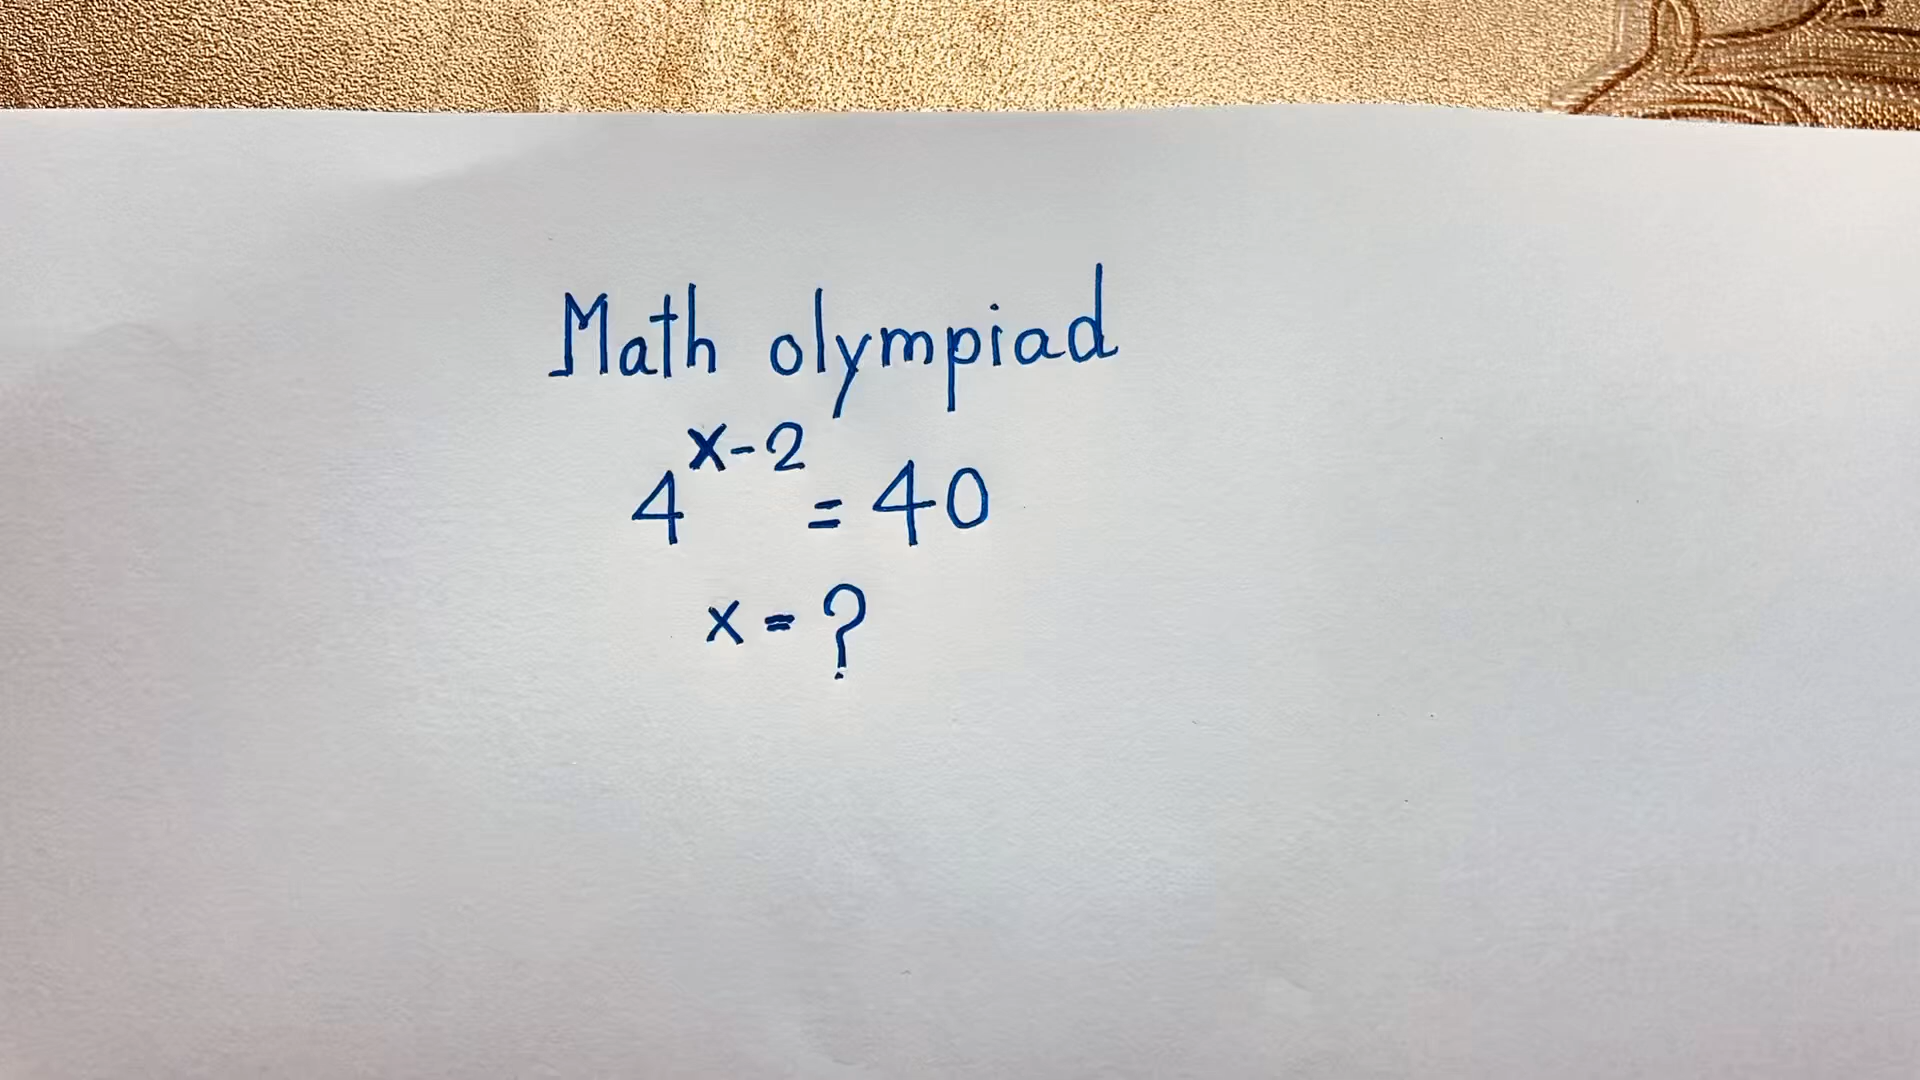 Math olympiad
4^{x-2} = 40
x = ?